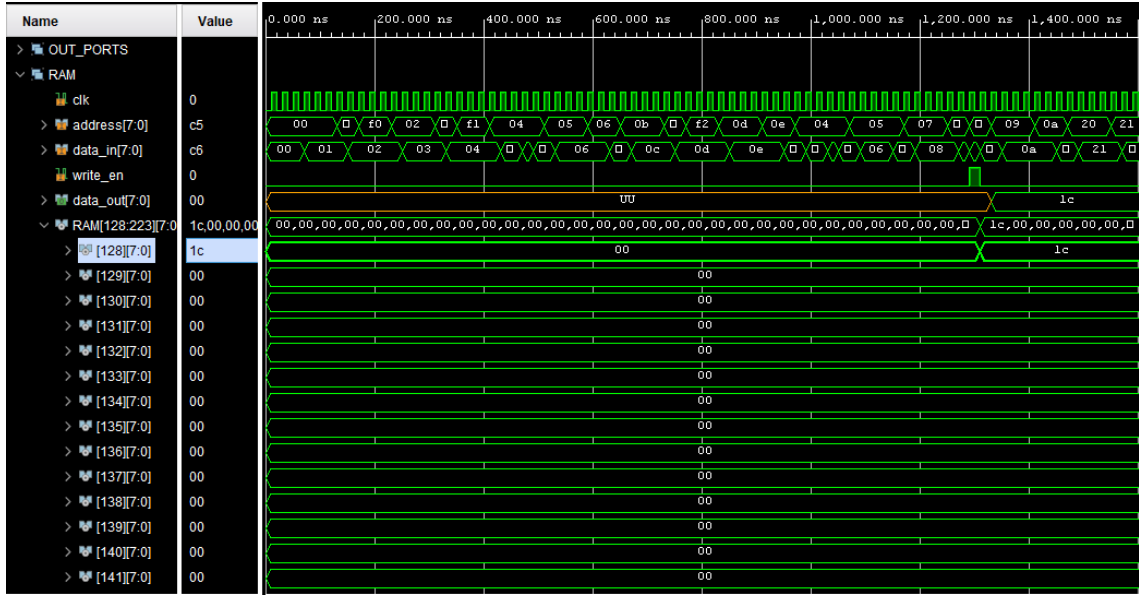 Name Value 0.000 ns 200.000 ns 400.000 ns 600.000 ns 800.000 ns 1,000.000 ns 1,200.000 ns 1,400.000 ns
OUT_PORTS
RAM
clk 0
address[7:0] c5 00 f0 02 f1 04 05 06 0b f2 0d 0e 04 05 07 09 0a 20 21
data_in[7:0] c6 00 01 02 03 04 06 0c 0d 0e 06 08 0a 21
write_en 0
data_out[7:0] 00 UU 1c
RAM[128:223][7:0 1c,00,00,00 00,00,00,00,00,00,00,00,00,00,00,00,00,00,00,00,00,00,00,00,00,00,00,00,0 1c,00,00,00,00,00,0
[128][7:0] 1c 00 1c
[129][7:0] 00 00
[130][7:0] 00 00
[131][7:0] 00 00
[132][7:0] 00 00
[133][7:0] 00 00
[134][7:0] 00 00
[135][7:0] 00 00
[136][7:0] 00 00
[137][7:0] 00 00
[138][7:0] 00 00
[139][7:0] 00 00
[140][7:0] 00 00
[141][7:0] 00 00